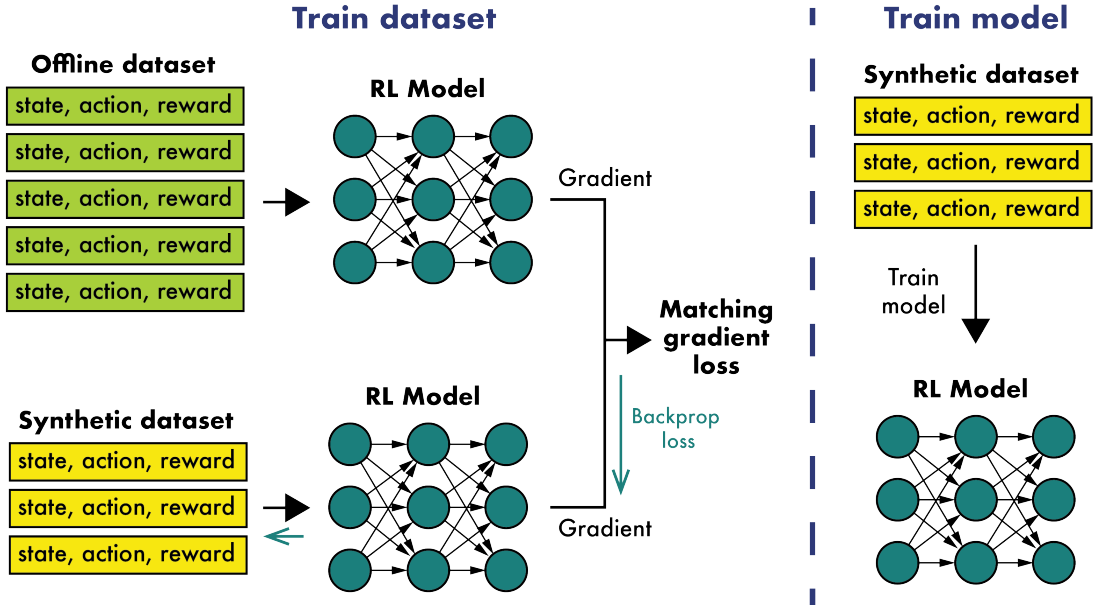 Train dataset
Offline dataset
state, action, reward
state, action, reward
state, action, reward
state, action, reward
state, action, reward
RL Model
Gradient
Matching
gradient
loss
Backprop
loss
Synthetic dataset
state, action, reward
state, action, reward
state, action, reward
RL Model
Gradient
Train model
Synthetic dataset
state, action, reward
state, action, reward
state, action, reward
Train
model
RL Model